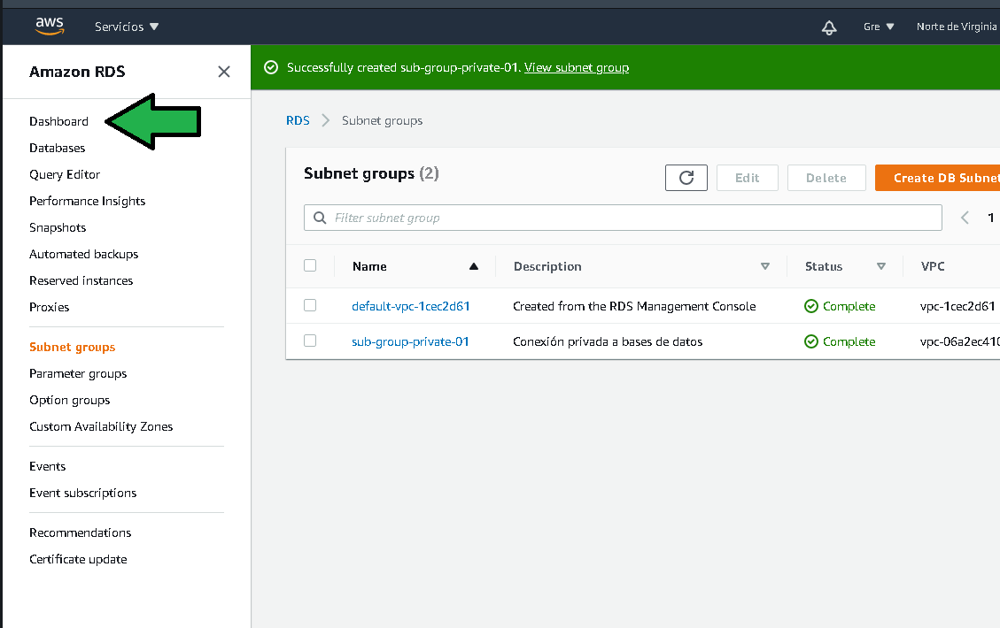 aws Servicios Gre Norte de Virginia
Amazon RDS
Successfully created sub-group-private-01. View subnet group
Dashboard
Databases
Query Editor
Performance Insights
Snapshots
Automated backups
Reserved instances
Proxies
Subnet groups
Parameter groups
Option groups
Custom Availability Zones
Events
Event subscriptions
Recommendations
Certificate update
RDS Subnet groups
Subnet groups (2)
Edit Delete Create DB Subnet
Filter subnet group 1
Name Description Status VPC
default-vpc-1cec2d61 Created from the RDS Management Console Complete vpc-1cec2d61
sub-group-private-01 Conexión privada a bases de datos Complete vpc-06a2ec410